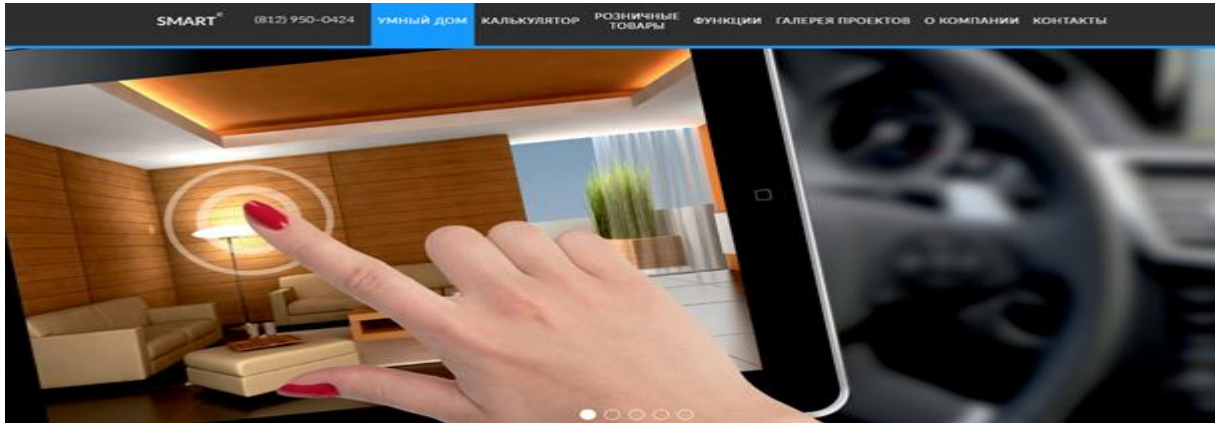 SMART®
(812) 950-0424
УМНЫЙ ДОМ
КАЛЬКУЛЯТОР
РОЗНИЧНЫЕ
ТОВАРЫ
ФУНКЦИИ
ГАЛЕРЕЯ ПРОЕКТОВ
О КОМПАНИИ
КОНТАКТЫ